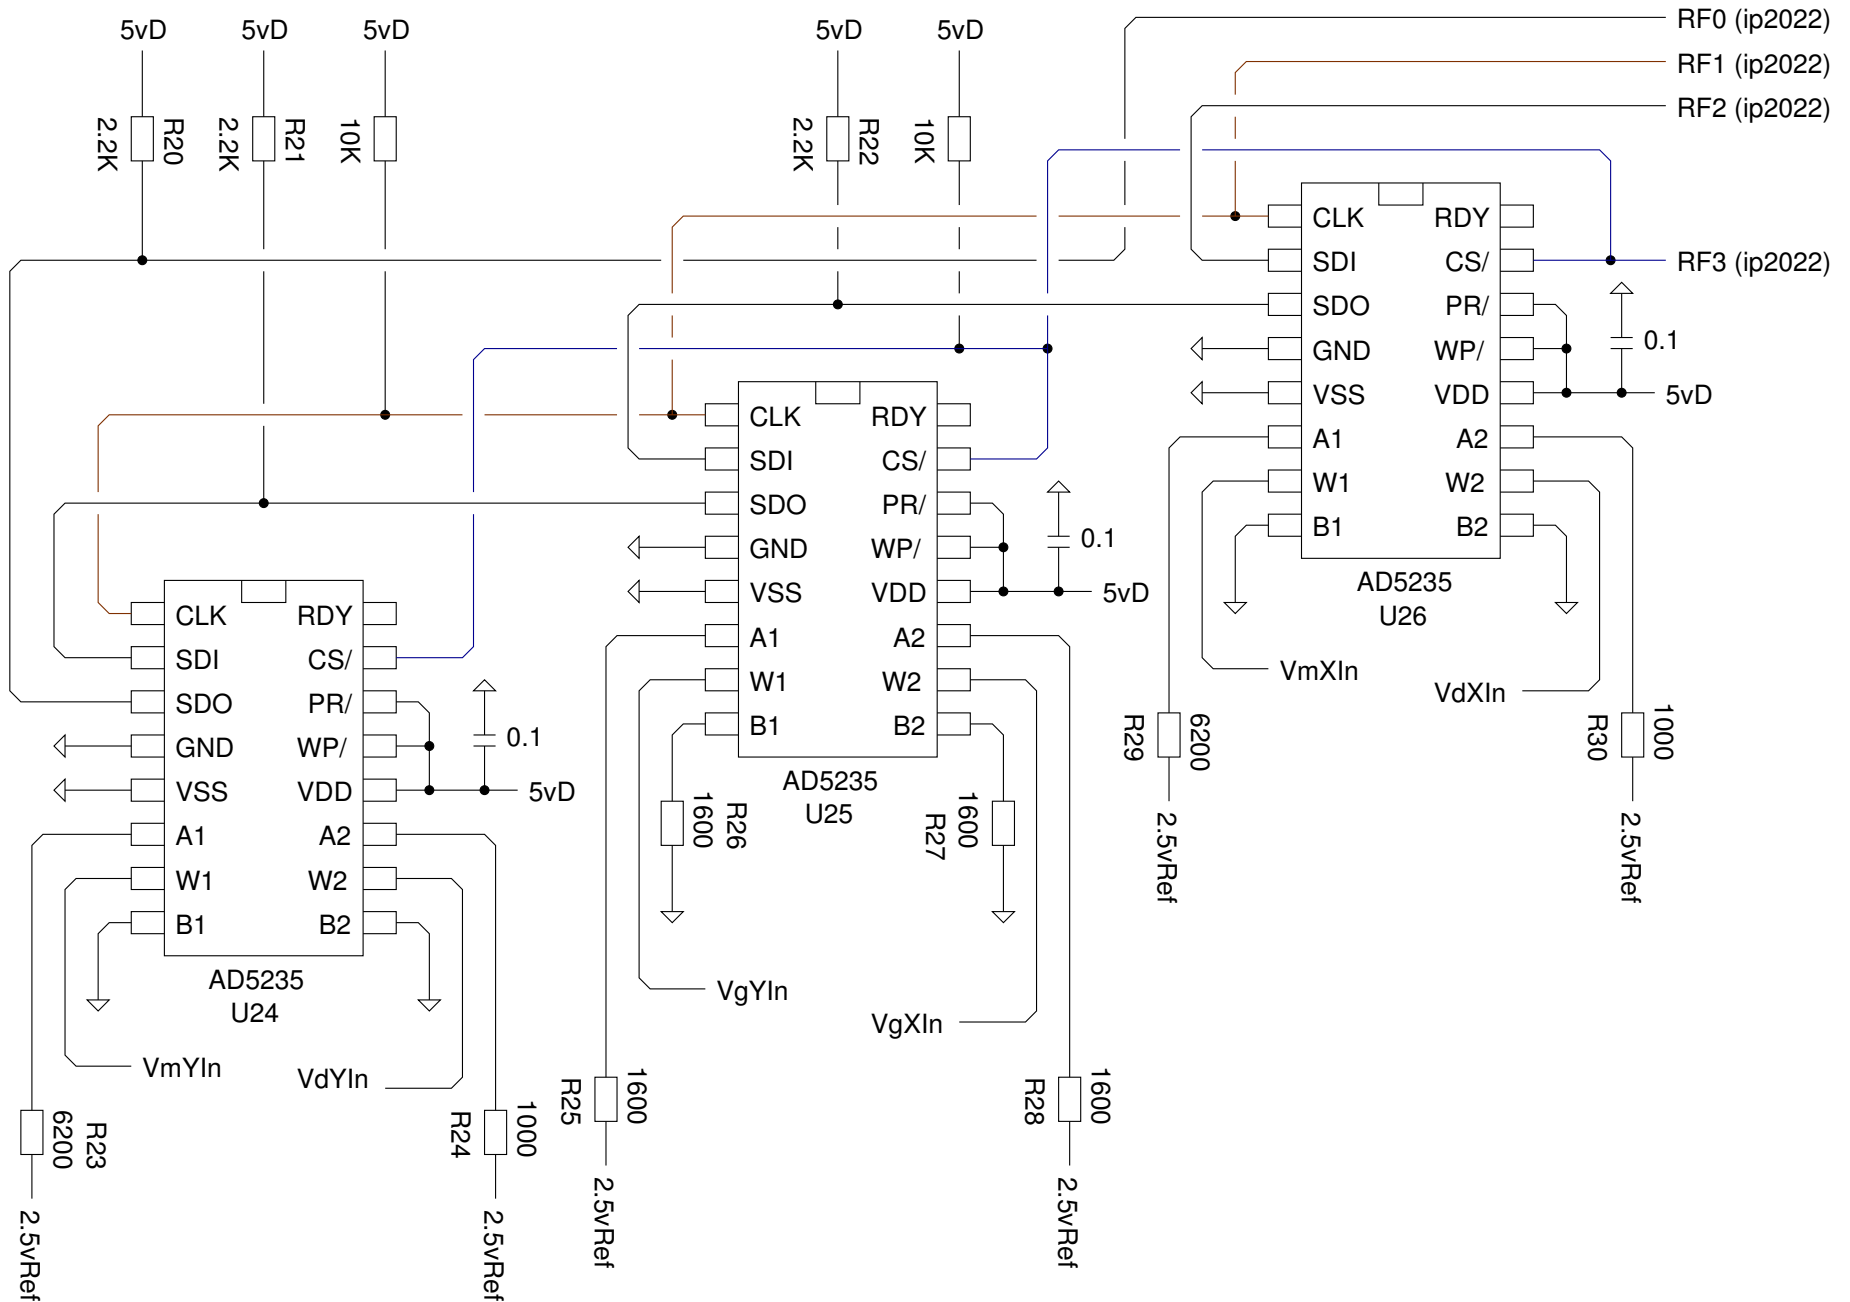 5vD
5vD
5vD
5vD
5vD
RF0 (ip2022)
RF1 (ip2022)
RF2 (ip2022)
RF3 (ip2022)
R20
2.2K
R21
2.2K
10K
R22
2.2K
10K
CLK RDY
SDI CS/
SDO PR/
GND WP/
VSS VDD
A1 A2
W1 W2
B1 B2
AD5235
U26
0.1
5vD
VmXIn
VdXIn
R29
6200
2.5vRef
R30
1000
2.5vRef
CLK RDY
SDI CS/
SDO PR/
GND WP/
VSS VDD
A1 A2
W1 W2
B1 B2
AD5235
U25
0.1
5vD
R26
1600
R27
1600
VgYIn
VgXIn
R25
1600
2.5vRef
R28
1600
2.5vRef
CLK RDY
SDI CS/
SDO PR/
GND WP/
VSS VDD
A1 A2
W1 W2
B1 B2
AD5235
U24
0.1
5vD
VmYIn
VdYIn
R23
6200
2.5vRef
R24
1000
2.5vRef